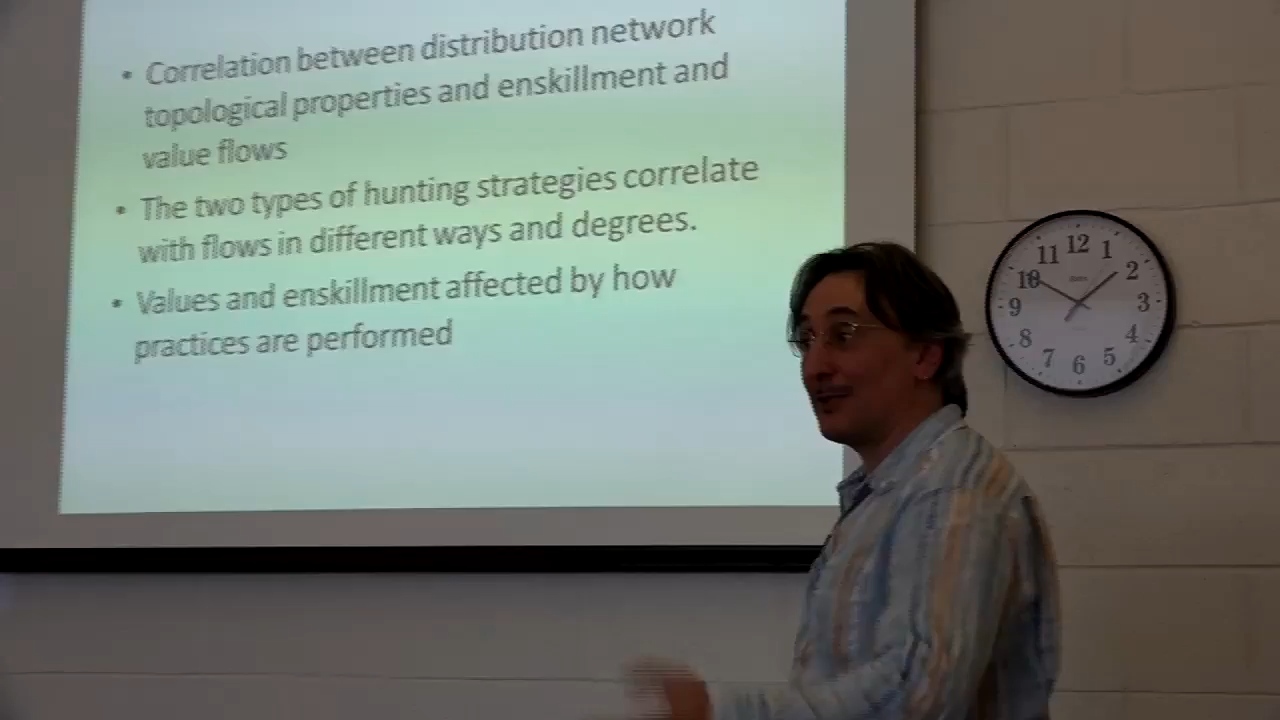 • Correlation between distribution network
topological properties and enskillment and
value flows
• The two types of hunting strategies correlate
with flows in different ways and degrees.
• Values and enskillment affected by how
practices are performed
12
1
2
3
4
5
6
7
8
9
10
11